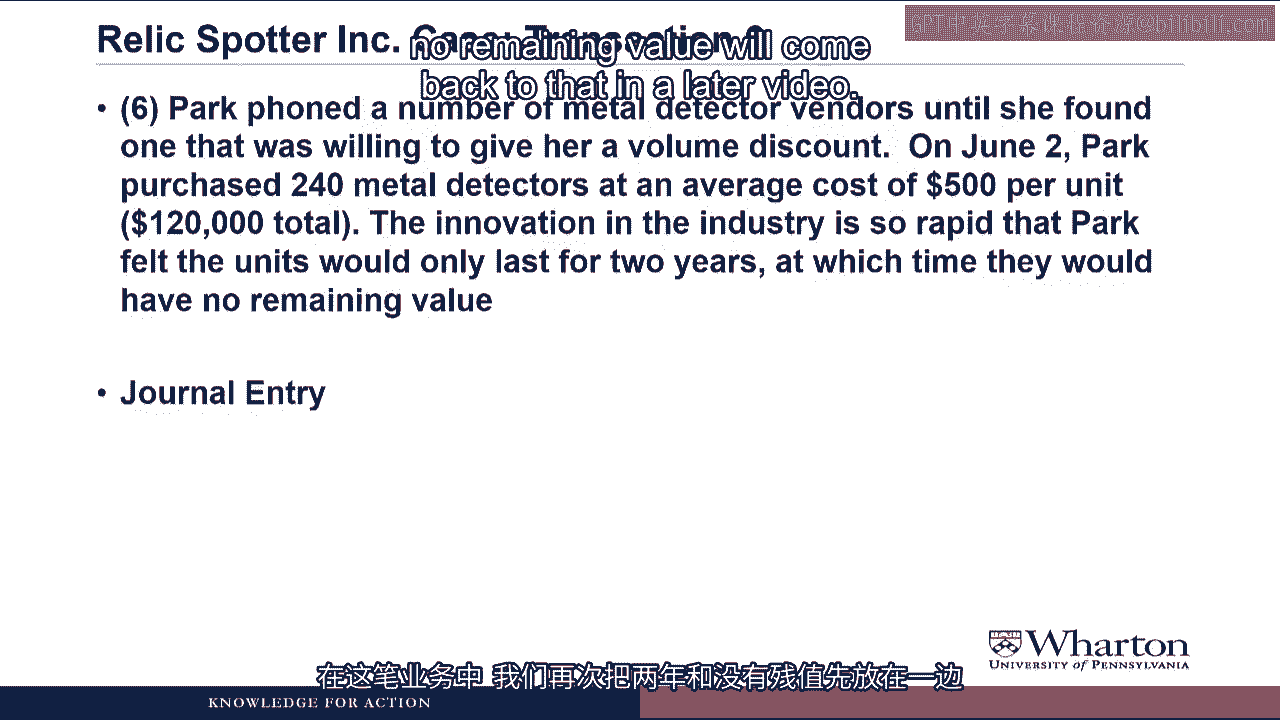 Relic Spotter Inc. Case: Transaction 6
no remaining value will come
back to that in a later video.
• (6) Park phoned a number of metal detector vendors until she found
one that was willing to give her a volume discount. On June 2, Park
purchased 240 metal detectors at an average cost of $500 per unit
($120,000 total). The innovation in the industry is so rapid that Park
felt the units would only last for two years, at which time they would
have no remaining value
• Journal Entry
Wharton
UNIVERSITY of PENNSYLVANIA
在这笔业务中 我们再次把两年和没有残值先放在一边
KNOWLEDGE FOR ACTION